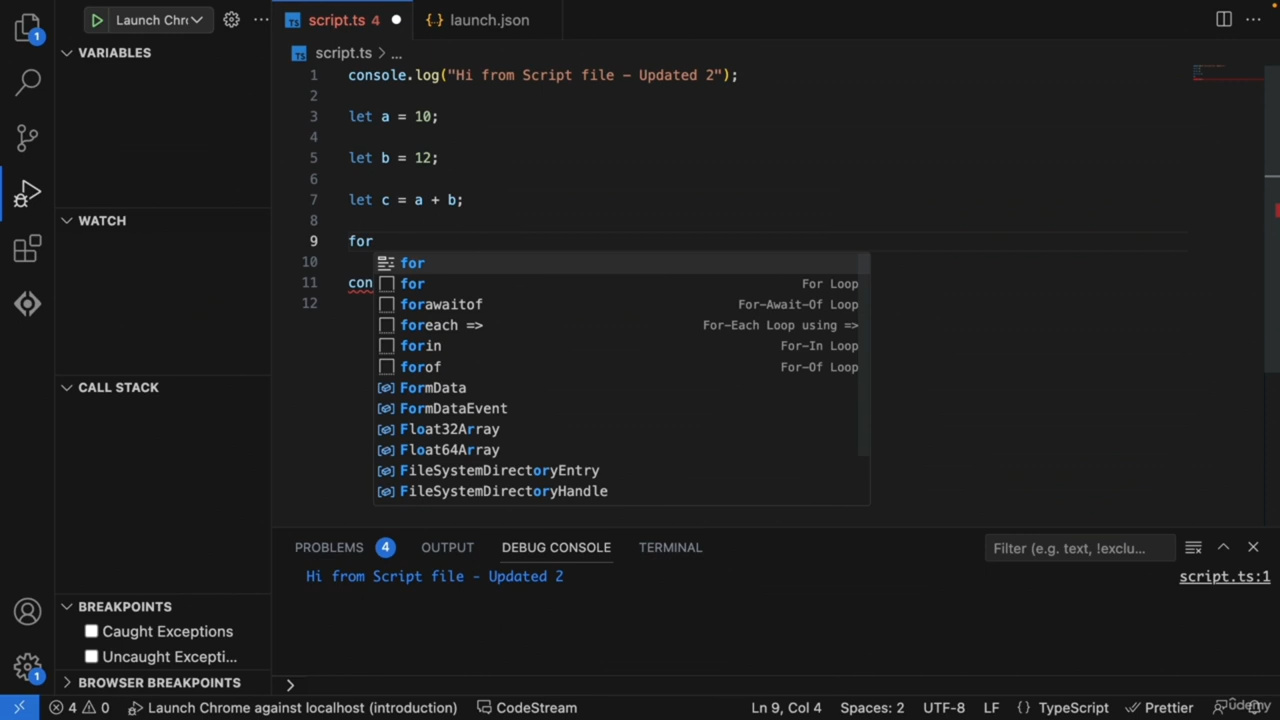 Launch Chr
script.ts 4
launch.json
VARIABLES
script.ts > ...
1 console.log("Hi from Script file - Updated 2");
2
3 let a = 10;
4
5 let b = 12;
6
7 let c = a + b;
8
9 for
10
11 con
12
for
for For Loop
forawaitof For-Await-Of Loop
foreach => For-Each Loop using =>
forin For-In Loop
forof For-Of Loop
FormData
FormDataEvent
Float32Array
Float64Array
FileSystemDirectoryEntry
FileSystemDirectoryHandle
WATCH
CALL STACK
BREAKPOINTS
Caught Exceptions
Uncaught Excepti...
BROWSER BREAKPOINTS
PROBLEMS 4 OUTPUT DEBUG CONSOLE TERMINAL
Filter (e.g. text, !exclu...
Hi from Script file - Updated 2 script.ts:1
>
1
1
4 0 Launch Chrome against localhost (introduction) CodeStream Ln 9, Col 4 Spaces: 2 UTF-8 LF {} TypeScript Prettier
Udemy